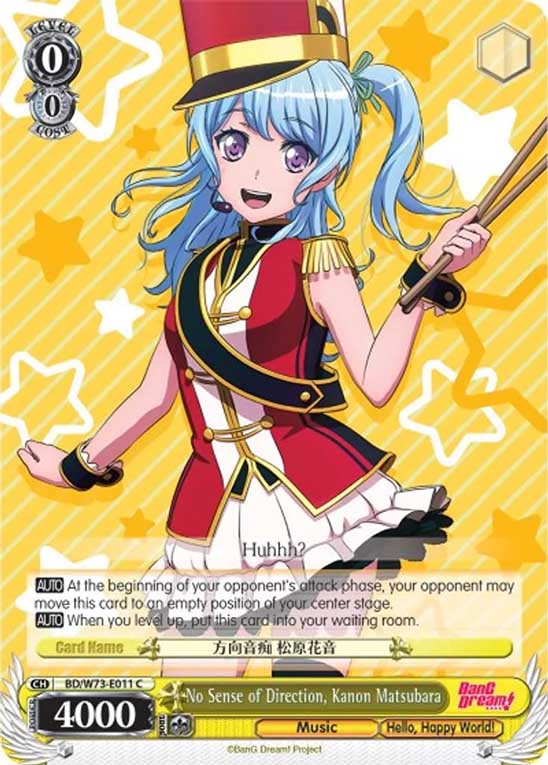 LEVEL
0
0
COST
Huhhh?
AUTO At the beginning of your opponent's attack phase, your opponent may
move this card to an empty position of your center stage.
AUTO When you level up, put this card into your waiting room.
Card Name 方向音痴 松原花音
CH BD/W73-E011 C
No Sense of Direction, Kanon Matsubara
BanG Dream!
POWER 4000 SOUL
Music Hello, Happy World!
©BanG Dream! Project